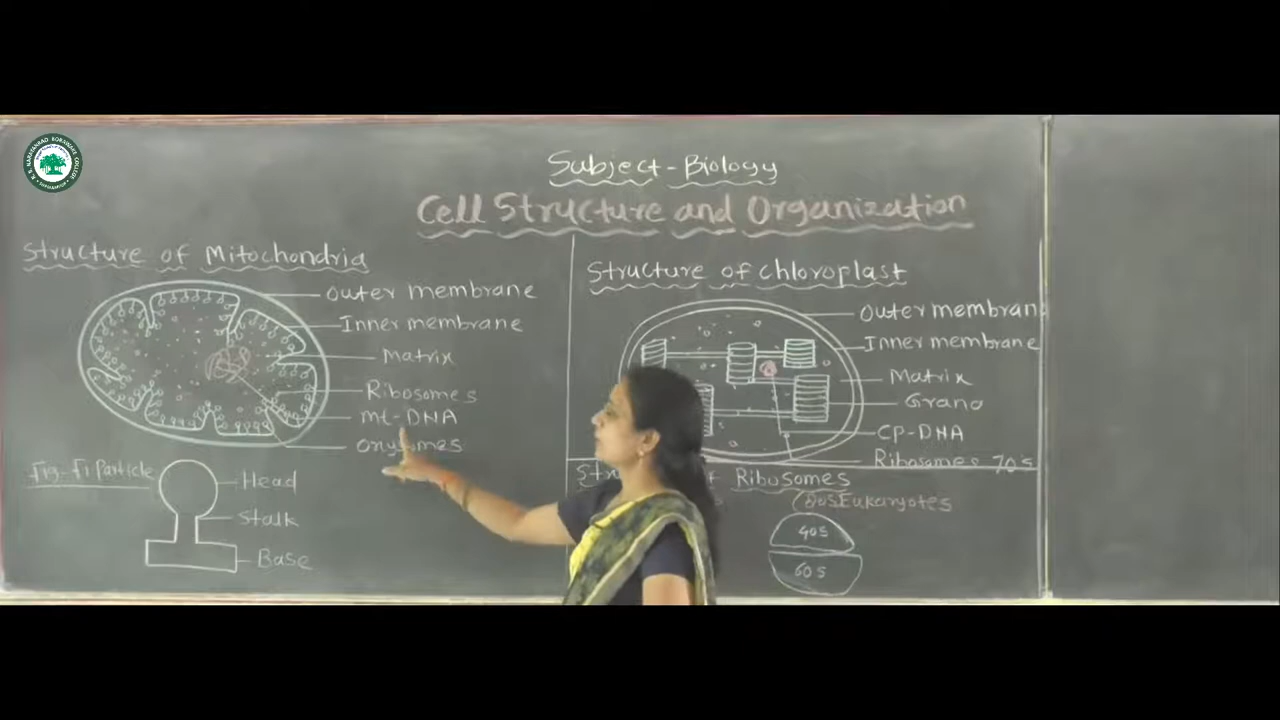 Subject - Biology
Cell Structure and Organization
Structure of Mitochondria
Outer membrane
Inner membrane
Matrix
Ribosomes
mt-DNA
Fig - F1 Particle
Head
Stalk
Base
Structure of chloroplast
Outer membran
Inner membrane
Matrix
Grana
CP-DNA
Ribosomes 70's
Ribosomes
Eukaryotes
40s
60s